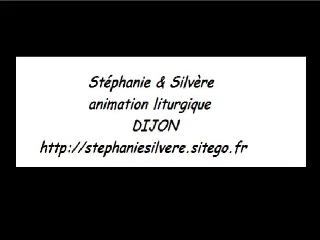 Stéphanie & Silvère
animation liturgique
DIJON
http://stephaniesilvere.sitego.fr